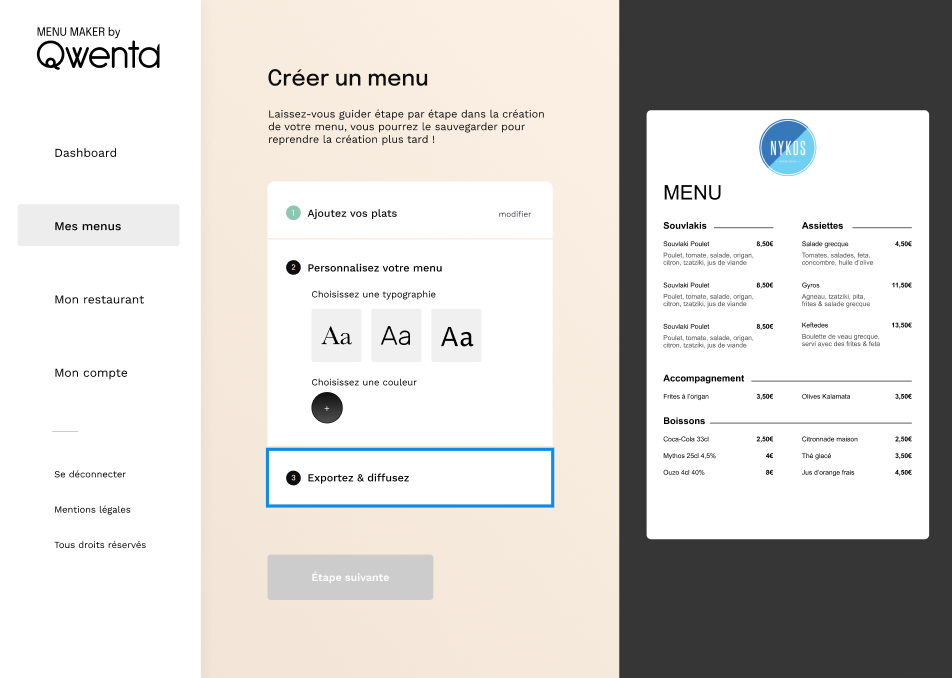 MENU MAKER by
Qwenta
Dashboard
Mes menus
Mon restaurant
Mon compte
Se déconnecter
Mentions légales
Tous droits réservés
Créer un menu
Laissez-vous guider étape par étape dans la création
de votre menu, vous pourrez le sauvegarder pour
reprendre la création plus tard !
1 Ajoutez vos plats modifier
2 Personnalisez votre menu
Choisissez une typographie
Aa Aa Aa
Choisissez une couleur
+
3 Exportez & diffusez
Étape suivante
NYKOS
MENU
Souvlakis
Souvlaki Poulet 8,50€
Poulet, tomate, salade, origan,
citron, tzatziki, jus de viande
Souvlaki Poulet 8,50€
Poulet, tomate, salade, origan,
citron, tzatziki, jus de viande
Souvlaki Poulet 8,50€
Poulet, tomate, salade, origan,
citron, tzatziki, jus de viande
Assiettes
Salade grecque 4,50€
Tomates, salades, feta,
concombre, huile d'olive
Gyros 11,50€
Agneau, tzatziki, pita,
frites & salade grecque
Keftedes 13,50€
Boulette de veau grecque,
servi avec des frites & feta
Accompagnement
Frites à l'origan 3,50€ Olives Kalamata 3,50€
Boissons
Coca-Cola 33cl 2,50€ Citronnade maison 2,50€
Mythos 25cl 4,5% 4€ Thé glacé 3,50€
Ouzo 4cl 40% 8€ Jus d'orange frais 4,50€